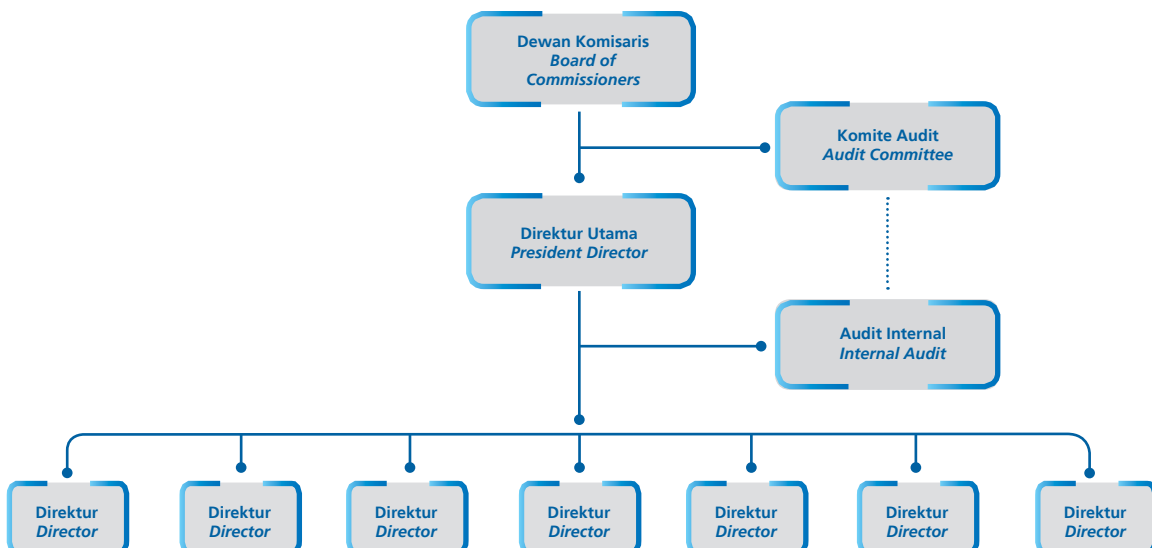 Dewan Komisaris
Board of
Commissioners
Komite Audit
Audit Committee
Direktur Utama
President Director
Audit Internal
Internal Audit
Direktur
Director
Direktur
Director
Direktur
Director
Direktur
Director
Direktur
Director
Direktur
Director
Direktur
Director